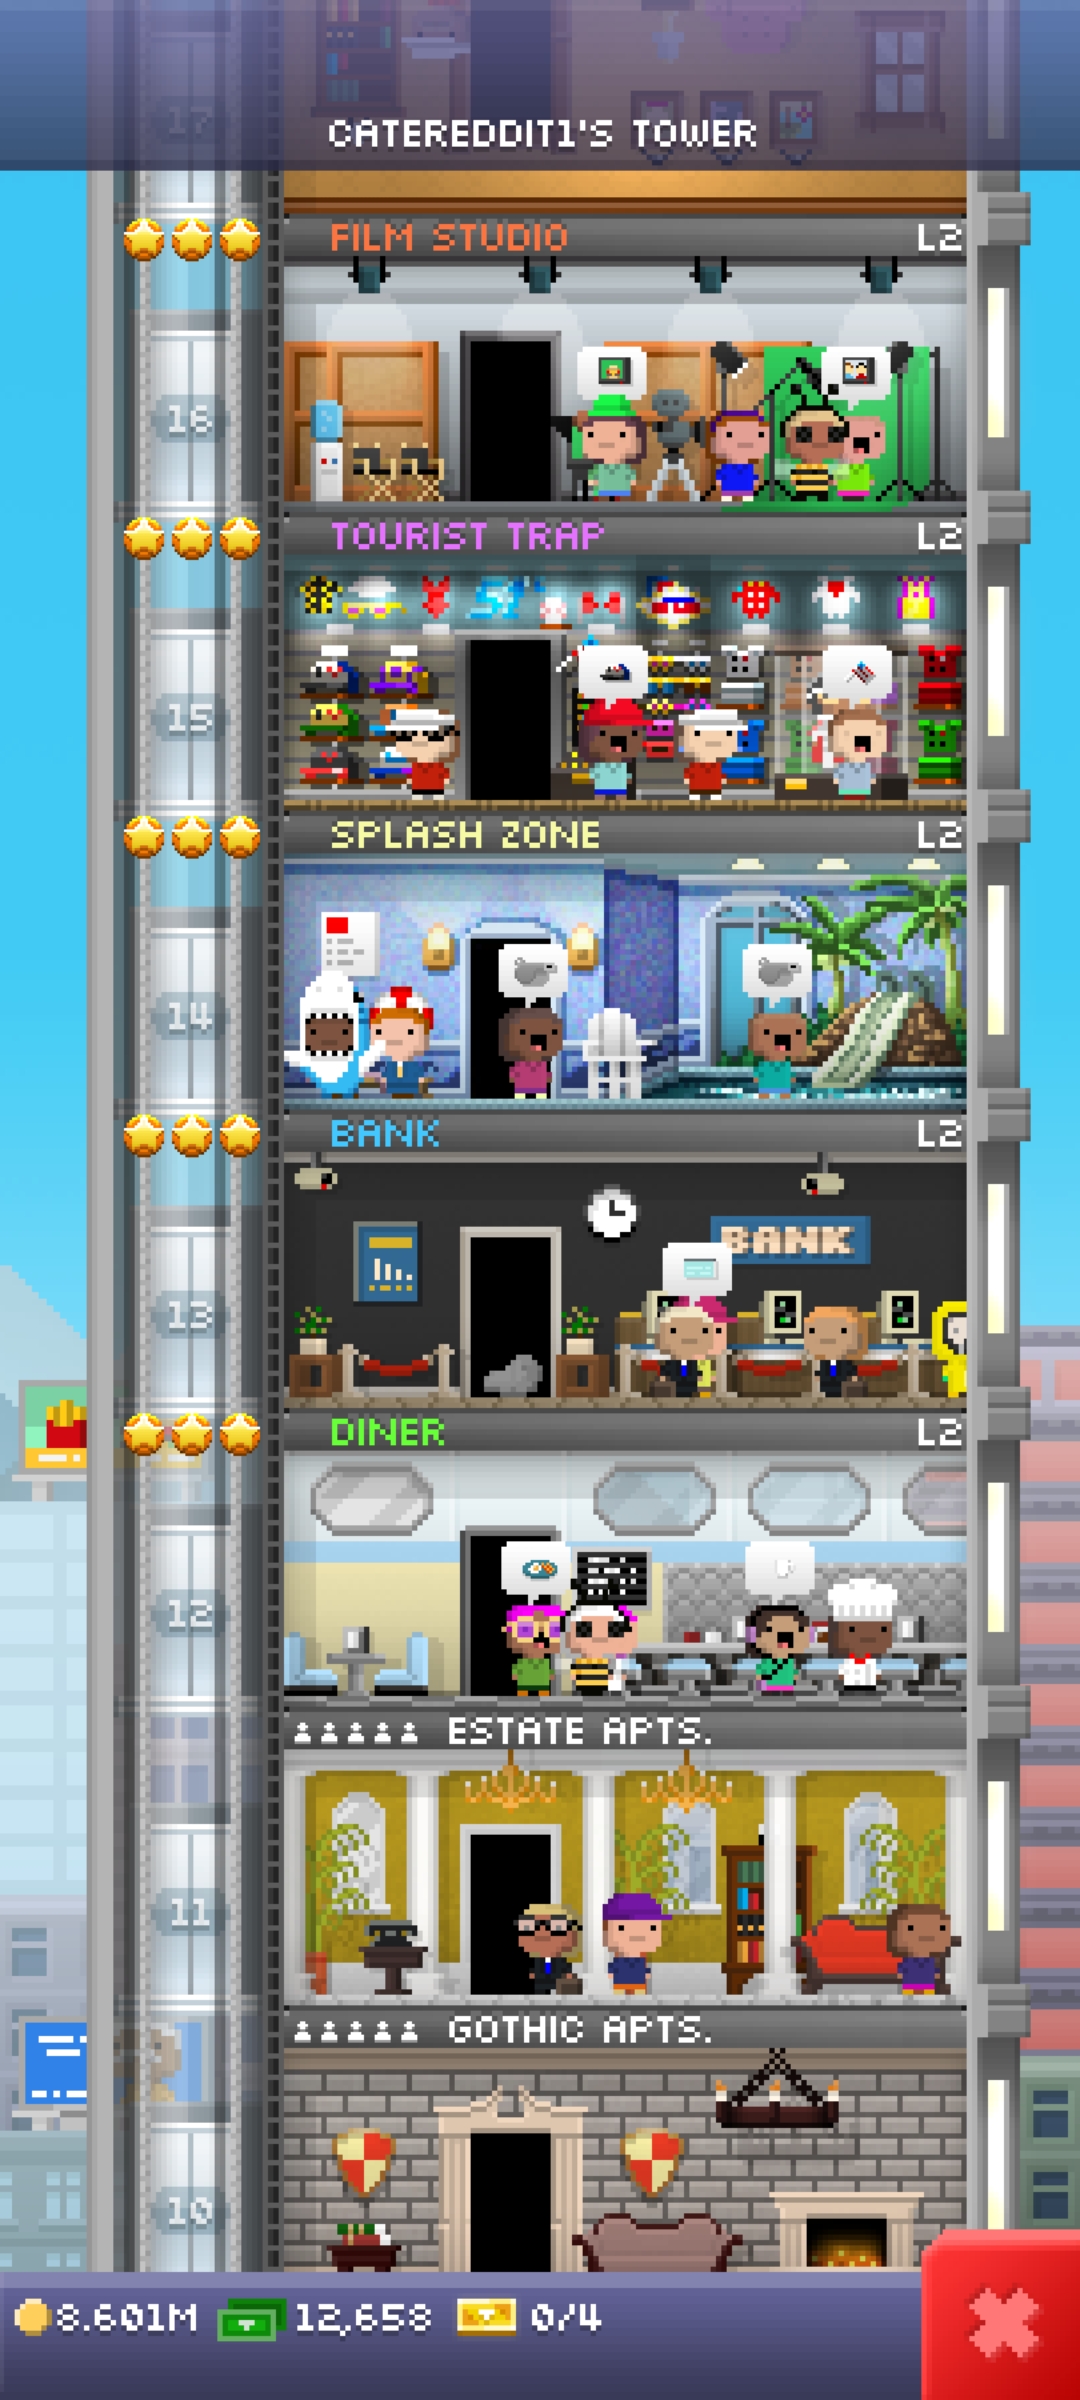 17
CATEREDDIT1'S TOWER
FILM STUDIO L2
16
TOURIST TRAP L2
15
SPLASH ZONE L2
14
BANK L2
BANK
13
DINER L2
12
ESTATE APTS.
11
GOTHIC APTS.
10
8.601M 12,658 0/4